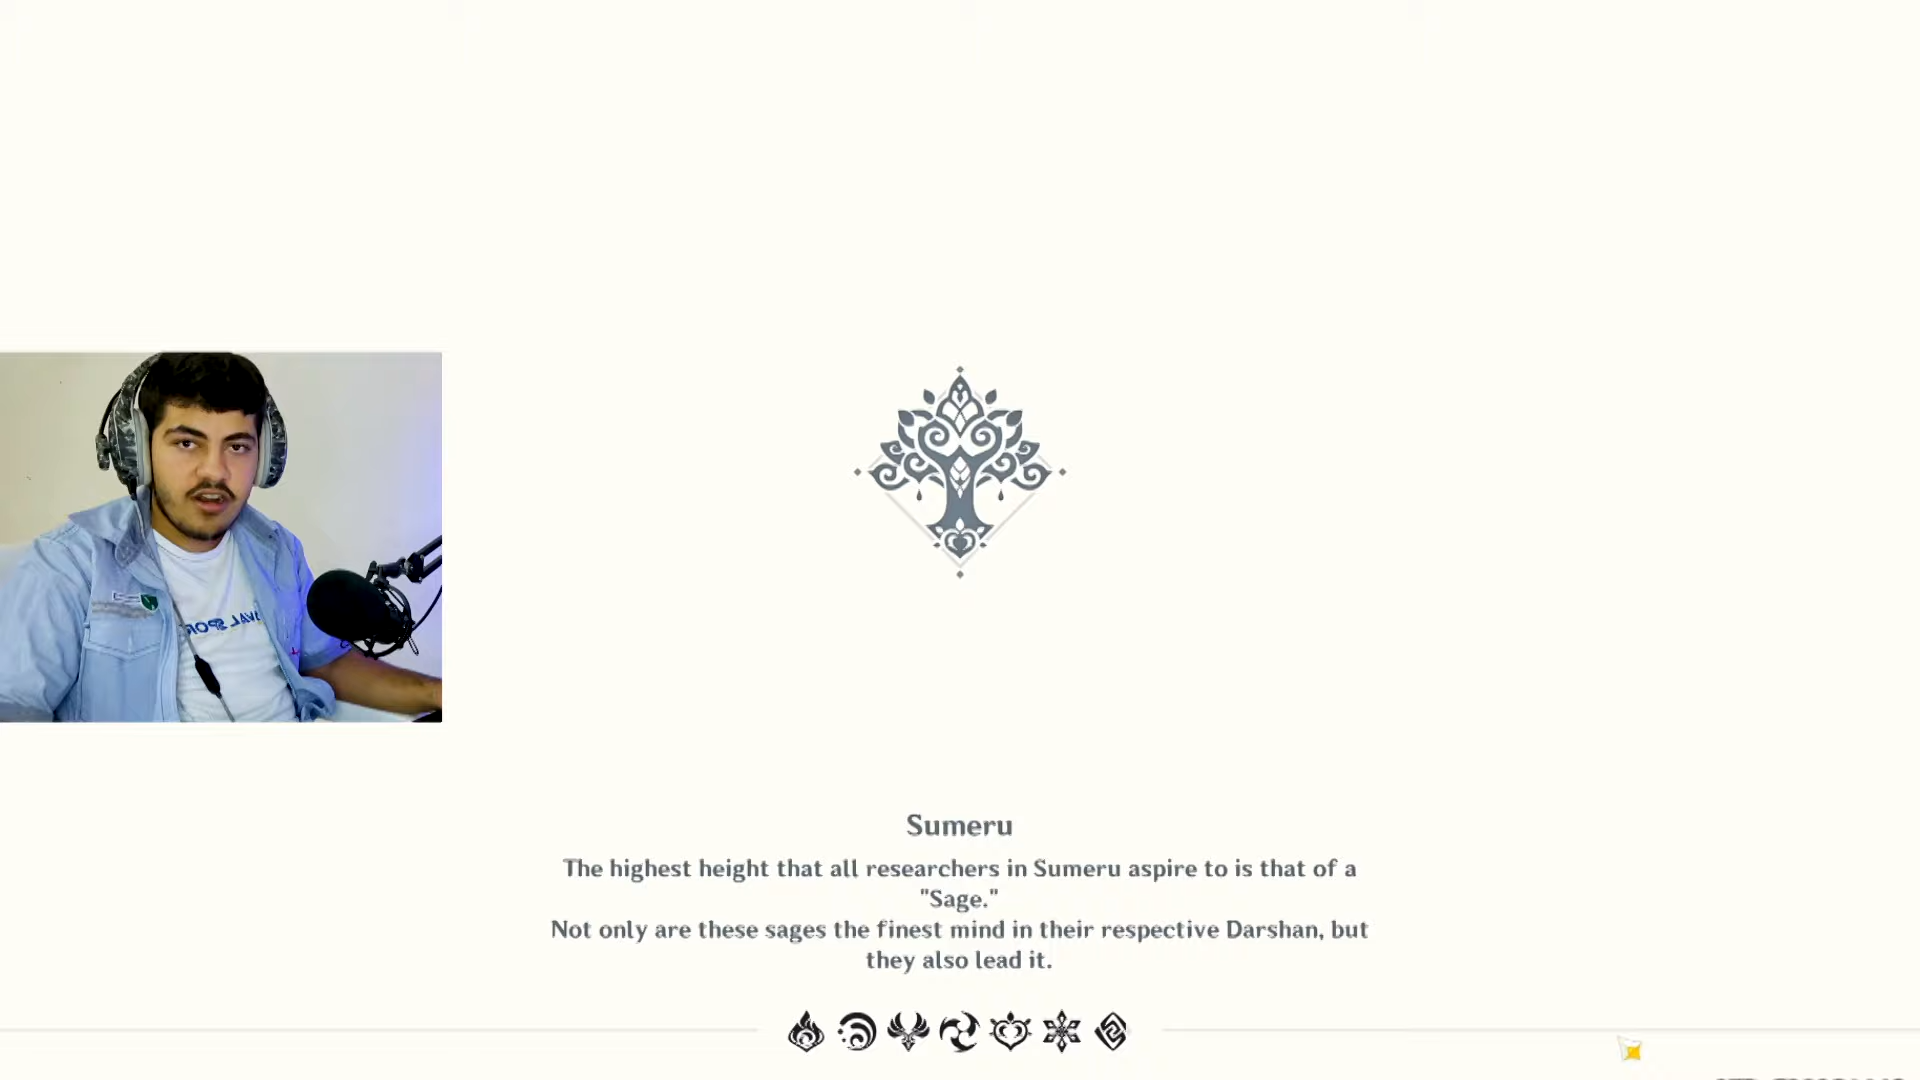 Sumeru
The highest height that all researchers in Sumeru aspire to is that of a
"Sage."
Not only are these sages the finest mind in their respective Darshan, but
they also lead it.